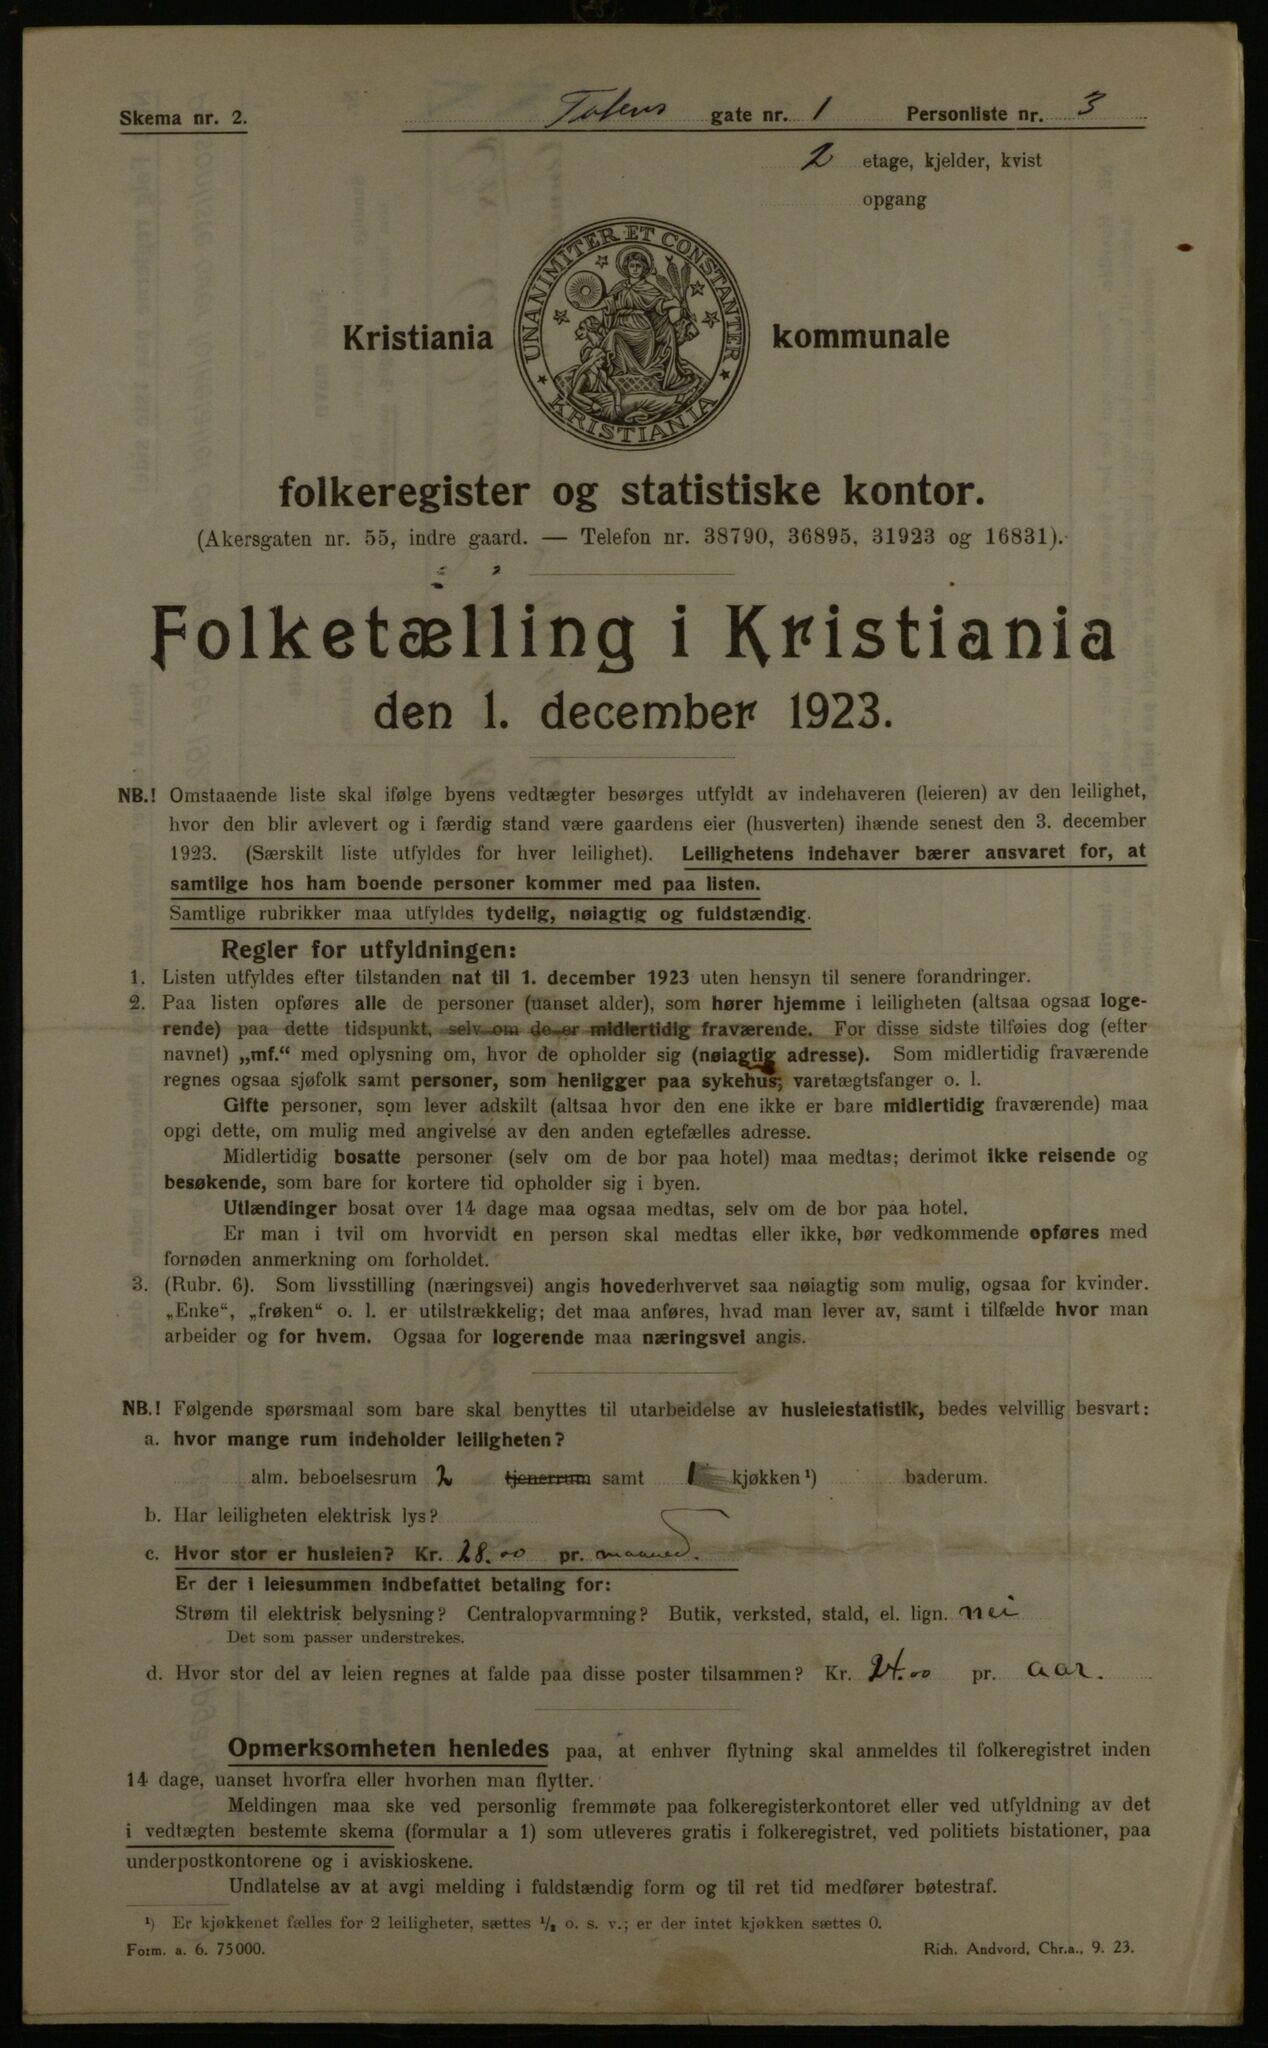 Skema nr. 2.
Totens gate nr. 1 Personliste nr. 3
2 etage, kjelder, kvist
opgang
UNANIMITER ET CONSTANTER
KRISTIANIA
Kristiania kommunale
folkeregister og statistiske kontor.
(Akersgaten nr. 55, indre gaard. — Telefon nr. 38790, 36895, 31923 og 16831).
Folketælling i Kristiania
den 1. december 1923.
NB.! Omstaaende liste skal ifølge byens vedtægter besørges utfyldt av indehaveren (leieren) av den leilighet,
hvor den blir avlevert og i færdig stand være gaardens eier (husverten) ihænde senest den 3. december
1923. (Særskilt liste utfyldes for hver leilighet). Leilighetens indehaver bærer ansvaret for, at
samtlige hos ham boende personer kommer med paa listen.
Samtlige rubrikker maa utfyldes tydelig, nøiagtig og fuldstændig.
Regler for utfyldningen:
1. Listen utfyldes efter tilstanden nat til 1. december 1923 uten hensyn til senere forandringer.
2. Paa listen opføres alle de personer (uanset alder), som hører hjemme i leiligheten (altsaa ogsaa loge-
rende) paa dette tidspunkt, selv om de er midlertidig fraværende. For disse sidste tilføies dog (efter
navnet) „mf.“ med oplysning om, hvor de opholder sig (nøiagtig adresse). Som midlertidig fraværende
regnes ogsaa sjøfolk samt personer, som henligger paa sykehus; varetægtsfanger o. l.
Gifte personer, som lever adskilt (altsaa hvor den ene ikke er bare midlertidig fraværende) maa
opgi dette, om mulig med angivelse av den anden egtefælles adresse.
Midlertidig bosatte personer (selv om de bor paa hotel) maa medtas; derimot ikke reisende og
besøkende, som bare for kortere tid opholder sig i byen.
Utlændinger bosat over 14 dage maa ogsaa medtas, selv om de bor paa hotel.
Er man i tvil om hvorvidt en person skal medtas eller ikke, bør vedkommende opføres med
fornøden anmerkning om forholdet.
3. (Rubr. 6). Som livsstilling (næringsvei) angis hovederhvervet saa nøiagtig som mulig, ogsaa for kvinder.
„Enke“, „frøken“ o. l. er utilstrækkelig; det maa anføres, hvad man lever av, samt i tilfælde hvor man
arbeider og for hvem. Ogsaa for logerende maa næringsvei angis.
NB.! Følgende spørsmaal som bare skal benyttes til utarbeidelse av husleiestatistik, bedes velvillig besvart:
a. hvor mange rum indeholder leiligheten?
alm. beboelsesrum 2 tjenerrum samt 1 kjøkken ¹) baderum.
b. Har leiligheten elektrisk lys?
c. Hvor stor er husleien? Kr. 28.00 pr. maaned.
Er der i leiesummen indbefattet betaling for:
Strøm til elektrisk belysning? Centralopvarmning? Butik, verksted, stald, el. lign. nei
Det som passer understrekes.
d. Hvor stor del av leien regnes at falde paa disse poster tilsammen? Kr. 24.00 pr. aar.
Opmerksomheten henledes paa, at enhver flytning skal anmeldes til folkeregistret inden
14 dage, uanset hvorfra eller hvorhen man flytter.
Meldingen maa ske ved personlig fremmøte paa folkeregisterkontoret eller ved utfyldning av det
i vedtægten bestemte skema (formular a 1) som utleveres gratis i folkeregistret, ved politiets bistationer, paa
underpostkontorene og i aviskioskene.
Undlatelse av at avgi melding i fuldstændig form og til ret tid medfører bøtestraf.
¹) Er kjøkkenet fælles for 2 leiligheter, sættes ½ o. s. v.; er der intet kjøkken sættes 0.
Form. a. 6. 75000.
Rich. Andvord, Chr.a., 9. 23.